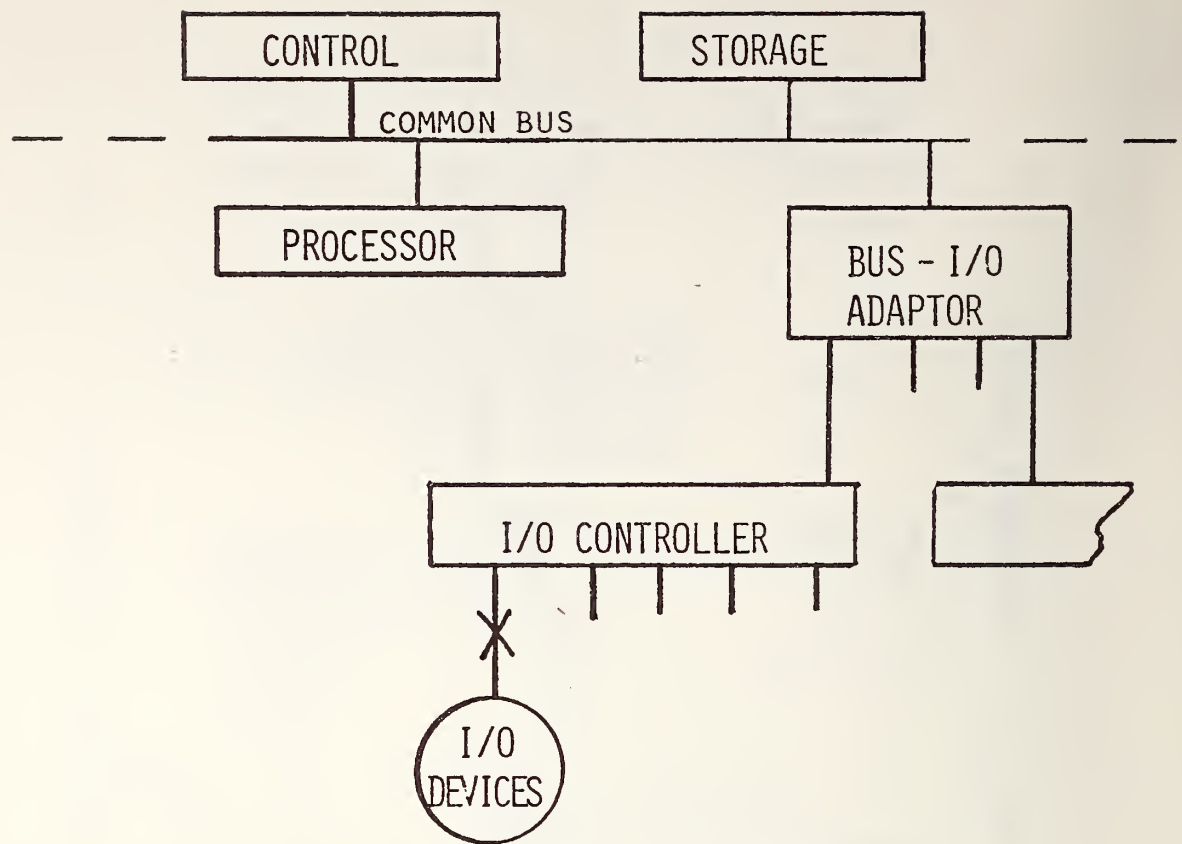 CONTROL
STORAGE
COMMON BUS
PROCESSOR
BUS - I/O
ADAPTOR
I/O CONTROLLER
I/O
DEVICES